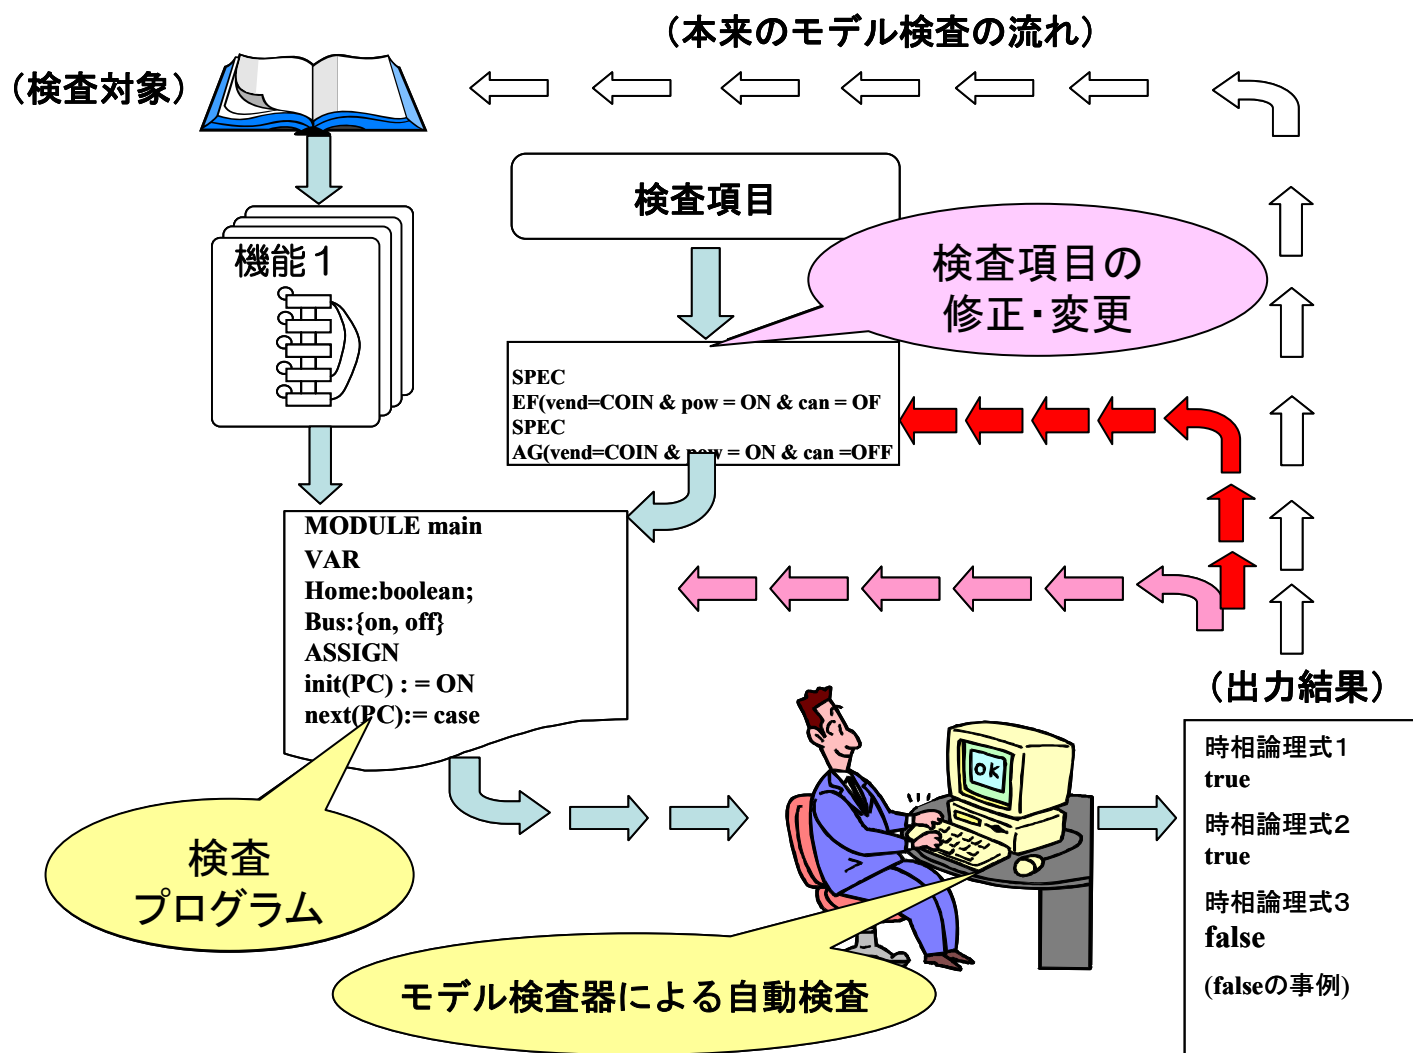 （本来のモデル検査の流れ）
（検査対象）
検査項目
機能１
検査項目の
修正・変更
SPEC
EF(vend=COIN & pow = ON & can = OF
SPEC
AG(vend=COIN & pow = ON & can =OFF
MODULE main
VAR
Home:boolean;
Bus:{on, off}
ASSIGN
init(PC) : = ON
next(PC):= case
検査
プログラム
OK
モデル検査器による自動検査
（出力結果）
時相論理式１
true
時相論理式２
true
時相論理式３
false
(falseの事例)